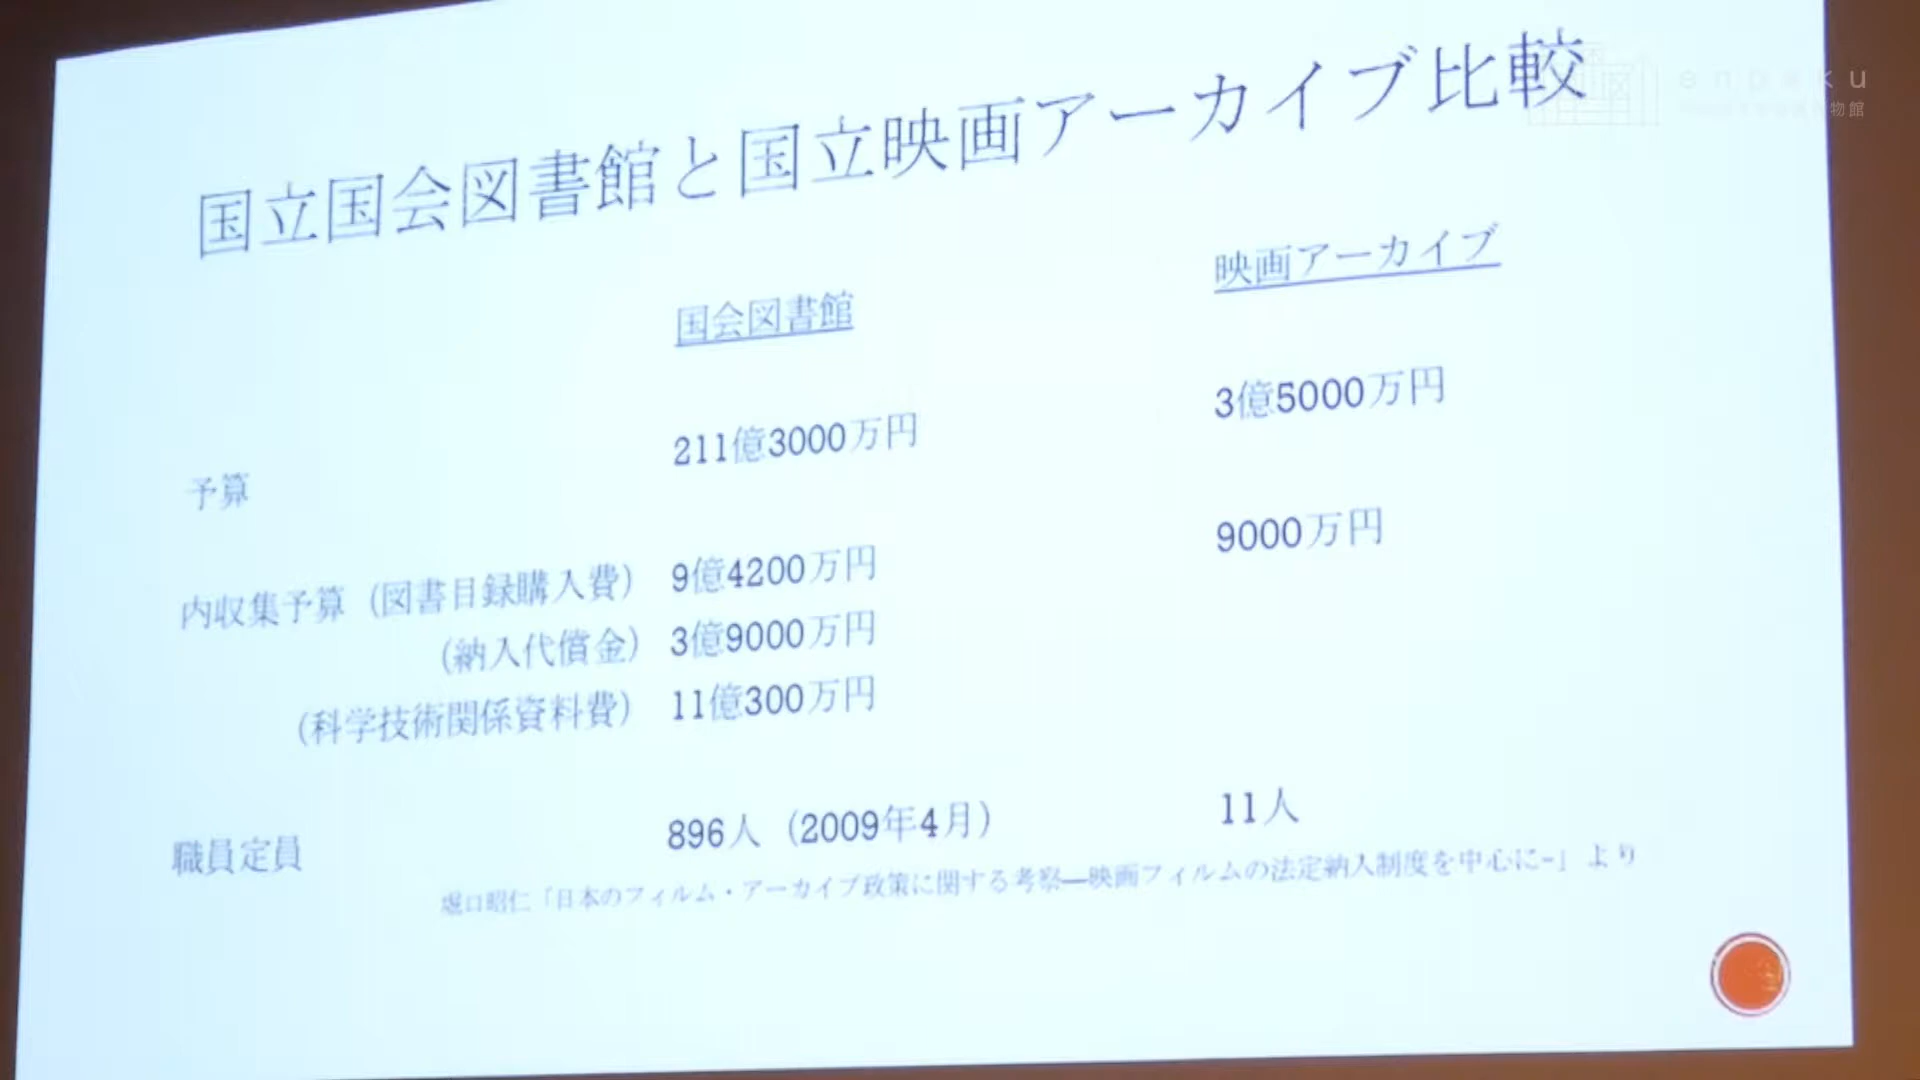 国立国会図書館と国立映画アーカイブ比較
enpaku
物館
国会図書館 映画アーカイブ
予算 211億3000万円 3億5000万円
内収集予算（図書目録購入費） 9億4200万円 9000万円
（納入代償金） 3億9000万円
（科学技術関係資料費） 11億300万円
職員定員 896人（2009年4月） 11人
堀口昭仁「日本のフィルム・アーカイブ政策に関する考察―映画フィルムの法定納入制度を中心に−」より